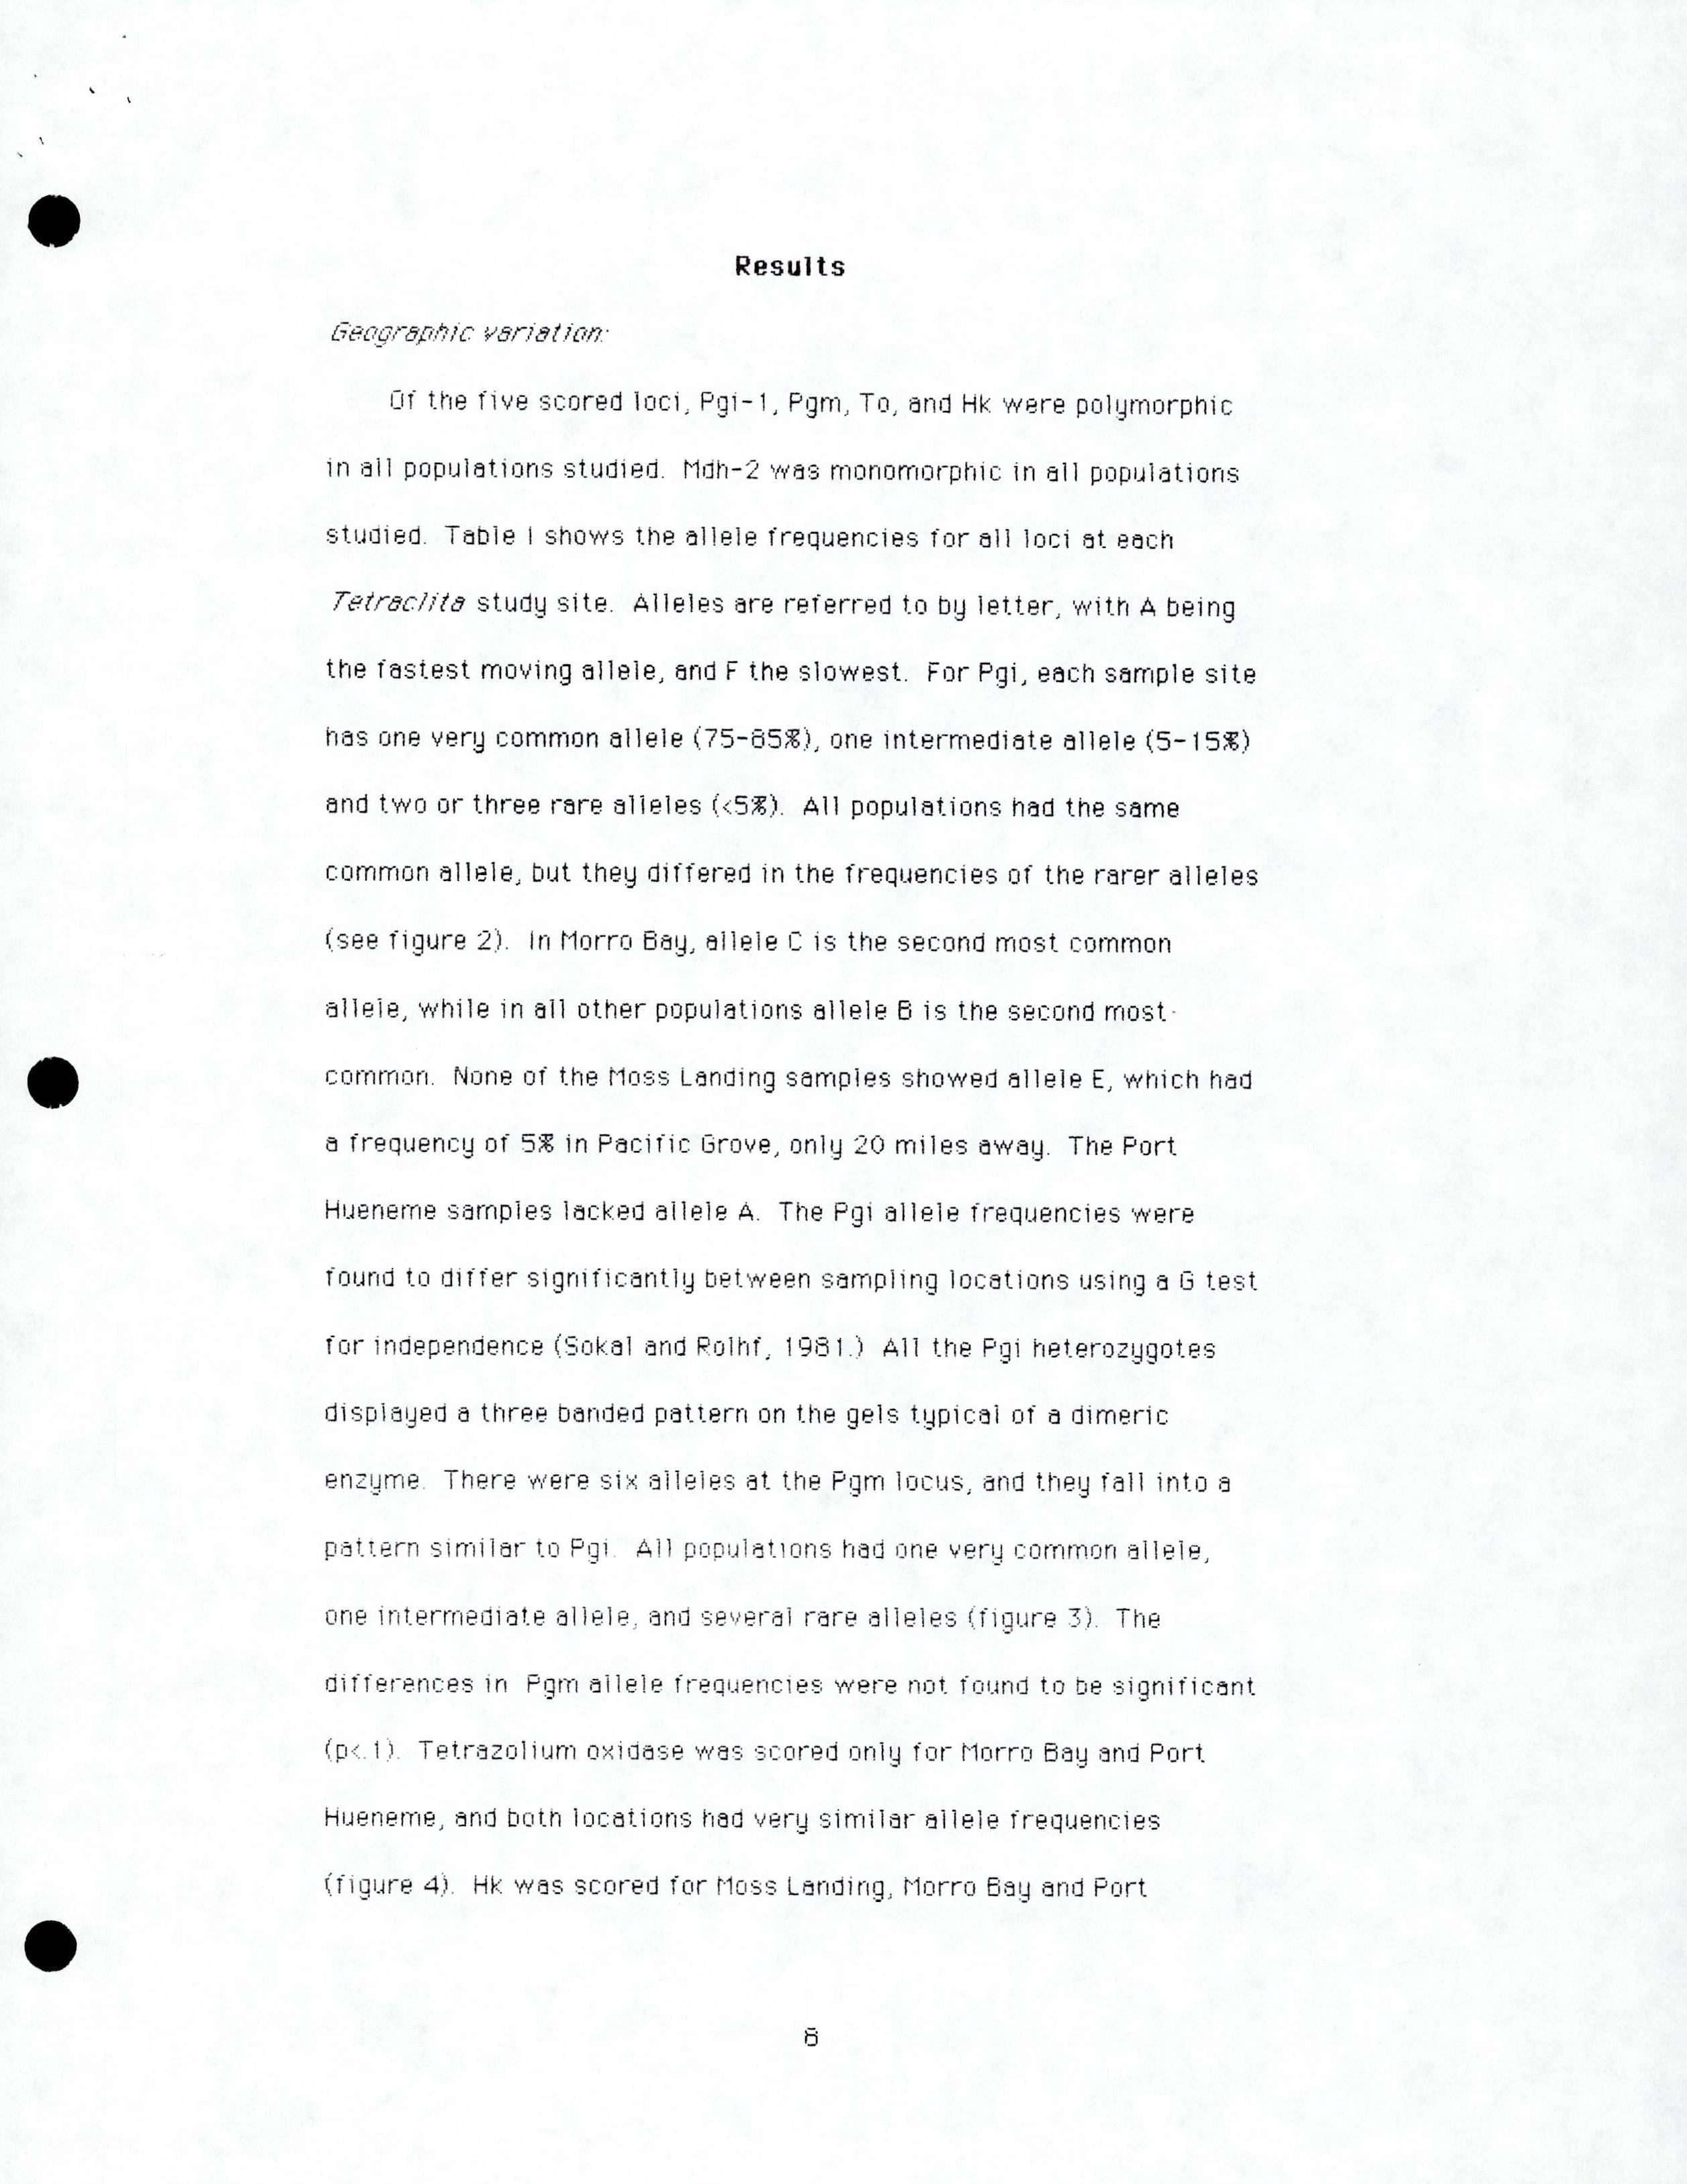 Results
Geographic variation:
Of the five scored loci, Pgi-1, Pgm, To, and Hk were polymorphic
in all populations studied. Mdh-2 was monomorphic in all populations
studied. Table I shows the allele frequencies for all loci at each
Tetraclita study site. Alleles are referred to by letter, with A being
the fastest moving allele, and F the slowest. For Pgi, each sample site
has one very common allele (75-85%), one intermediate allele (5-15%)
and two or three rare alleles (<5%). All populations had the same
common allele, but they differed in the frequencies of the rarer alleles
(see figure 2). In Morro Bay, allele C is the second most common
allele, while in all other populations allele B is the second most
common. None of the Moss Landing samples showed allele E, which had
a frequency of 5% in Pacific Grove, only 20 miles away. The Port
Hueneme samples lacked allele A. The Pgi allele frequencies were
found to differ significantly between sampling locations using a G test
for independence (Sokal and Rolhf, 1981.) All the Pgi heterozygotes
displayed a three banded pattern on the gels typical of a dimeric
enzyme. There were six alleles at the Pgm locus, and they fall into a
pattern similar to Pgi. All populations had one very common allele,
one intermediate allele, and several rare alleles (figure 3). The
differences in Pgm allele frequencies were not found to be significant
(p<.1). Tetrazolium oxidase was scored only for Morro Bay and Port
Hueneme, and both locations had very similar allele frequencies
(figure 4). Hk was scored for Moss Landing, Morro Bay and Port
8